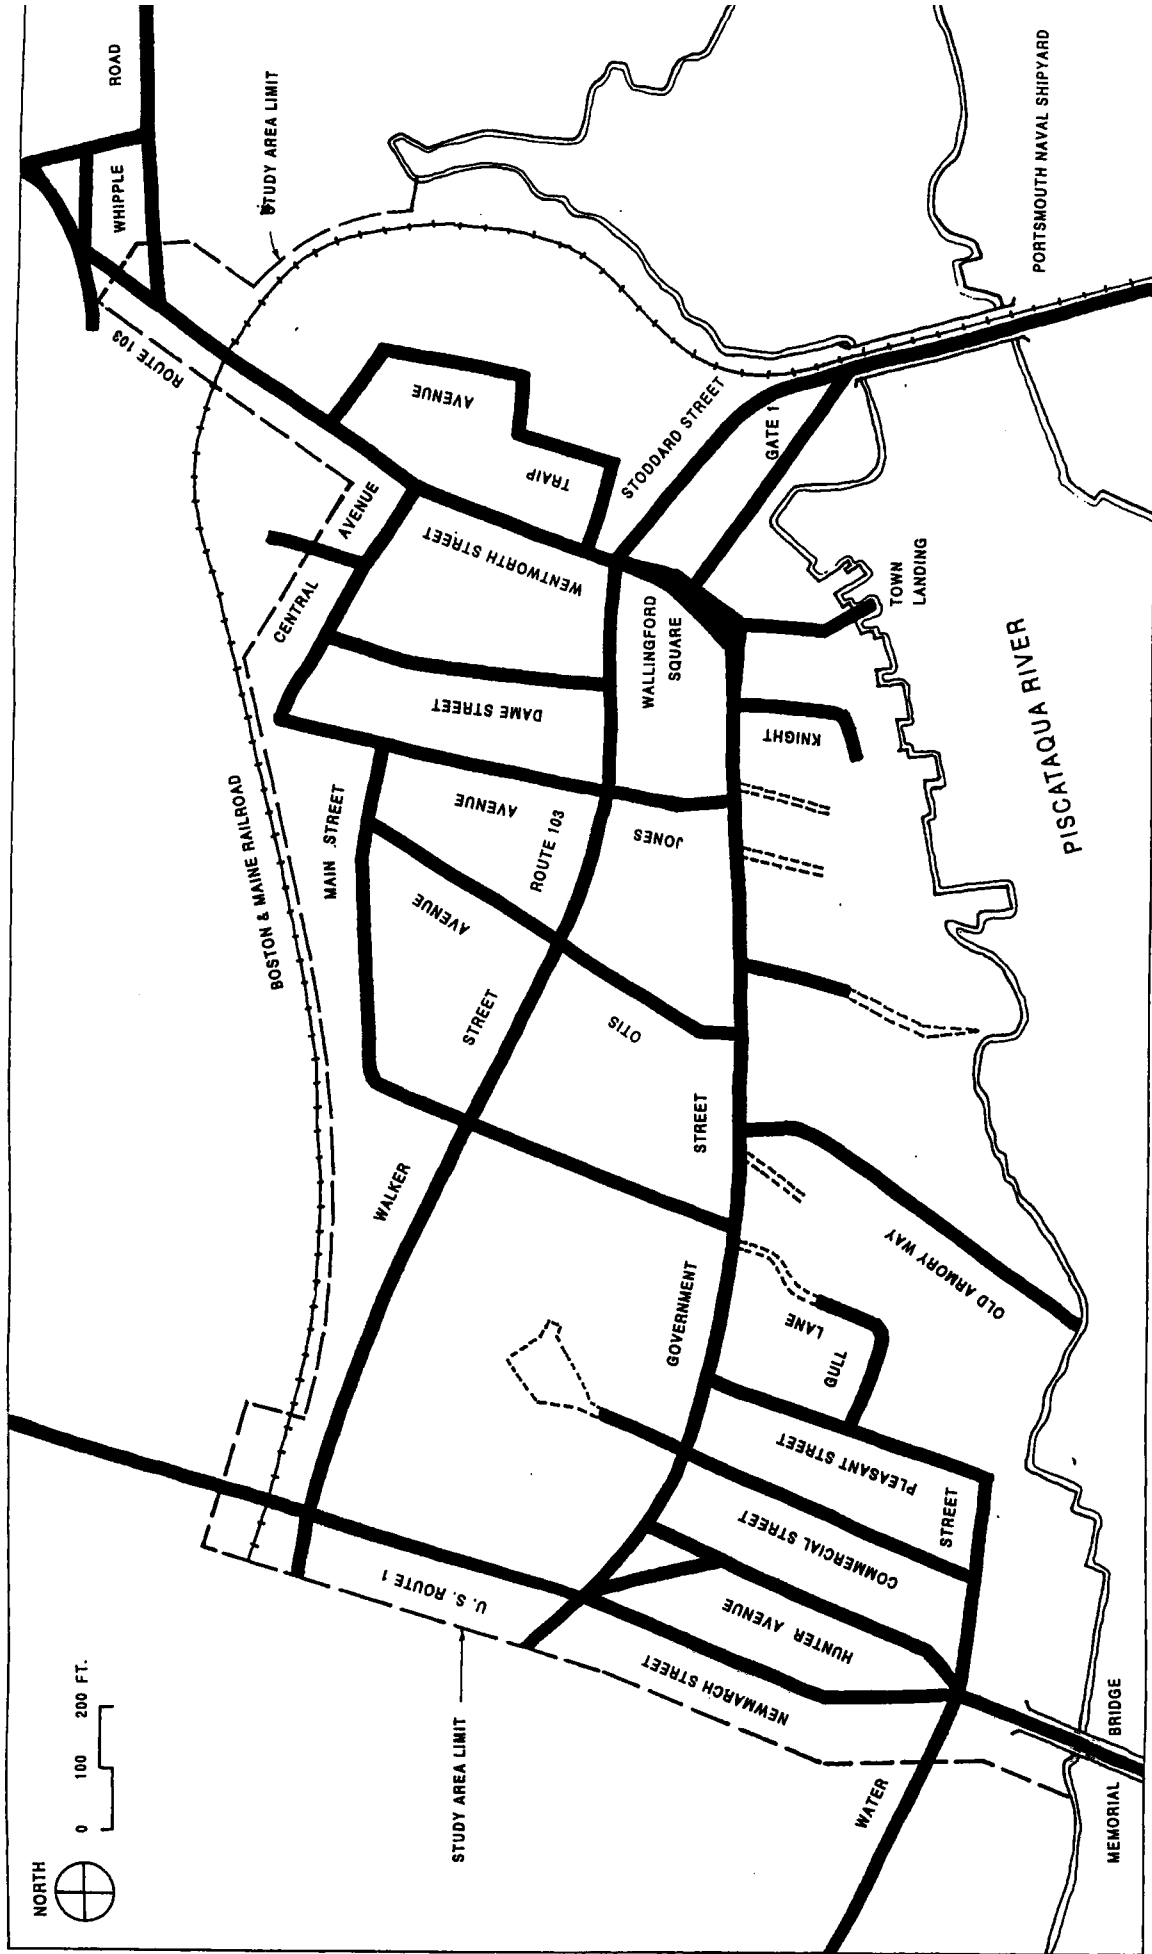 NORTH
0 100 200 FT.
STUDY AREA LIMIT
U. S. ROUTE 1
NEWMARCH STREET
HUNTER AVENUE
COMMERCIAL STREET
PLEASANT STREET
WATER
STREET
MEMORIAL BRIDGE
GULL
LANE
OLD ARMORY WAY
GOVERNMENT
STREET
WALKER
STREET
ROUTE 103
OTIS
AVENUE
MAIN STREET
BOSTON & MAINE RAILROAD
JONES
AVENUE
DAME STREET
KNIGHT
WALLINGFORD
SQUARE
TOWN
LANDING
PISCATAQUA RIVER
CENTRAL
AVENUE
WENTWORTH STREET
TRAIP
AVENUE
STODDARD STREET
GATE 1
ROUTE 103
WHIPPLE
ROAD
STUDY AREA LIMIT
PORTSMOUTH NAVAL SHIPYARD